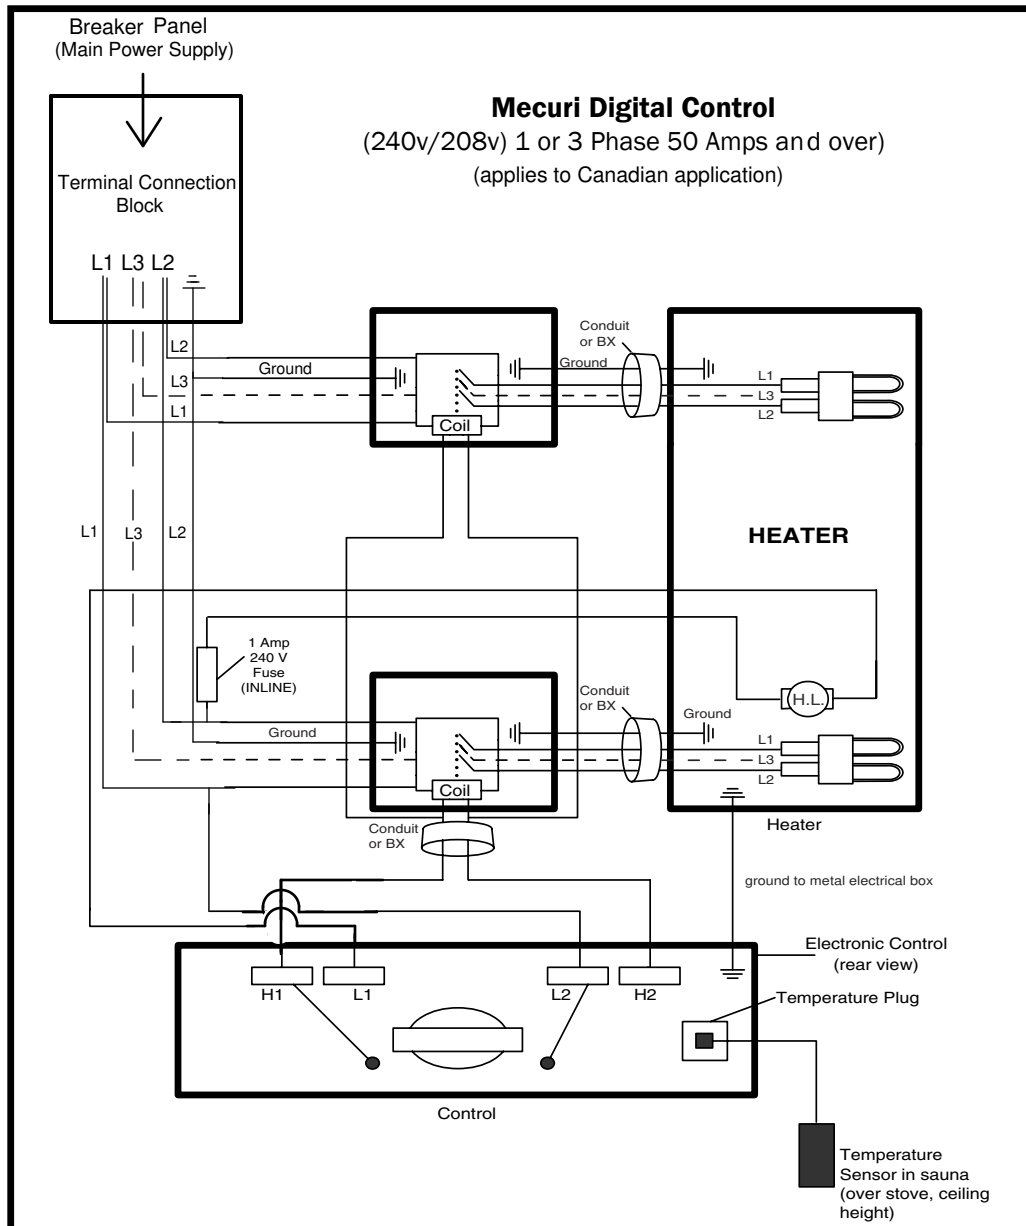 Breaker Panel
(Main Power Supply)
Mecuri Digital Control
(240v/208v) 1 or 3 Phase 50 Amps and over)
(applies to Canadian application)
Terminal Connection
Block
L1 L3 L2
L2
Ground
L3
L1
Coil
Conduit
or BX
Ground
L1
L3
L2
HEATER
L1
L3
L2
1 Amp
240 V
Fuse
(INLINE)
H.L.
Ground
Coil
Conduit
or BX
Ground
L1
L3
L2
Heater
Conduit
or BX
ground to metal electrical box
Electronic Control
(rear view)
H1
L1
L2
H2
Temperature Plug
Control
Temperature
Sensor in sauna
(over stove, ceiling
height)